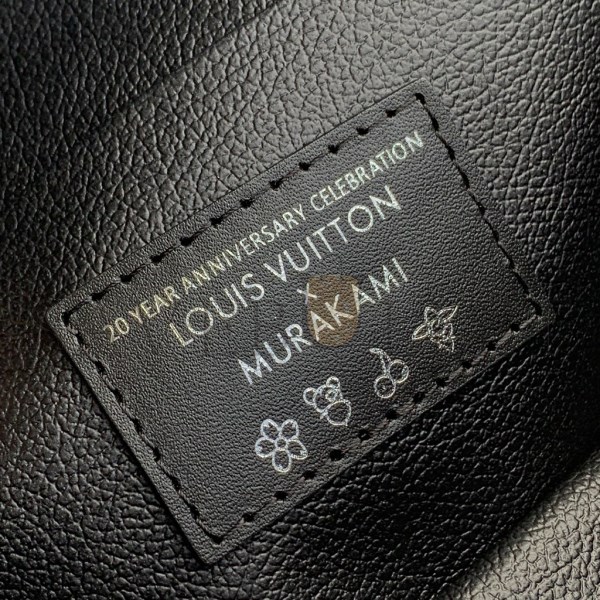 20 YEAR ANNIVERSARY CELEBRATION
LOUIS VUITTON
×
MURAKAMI